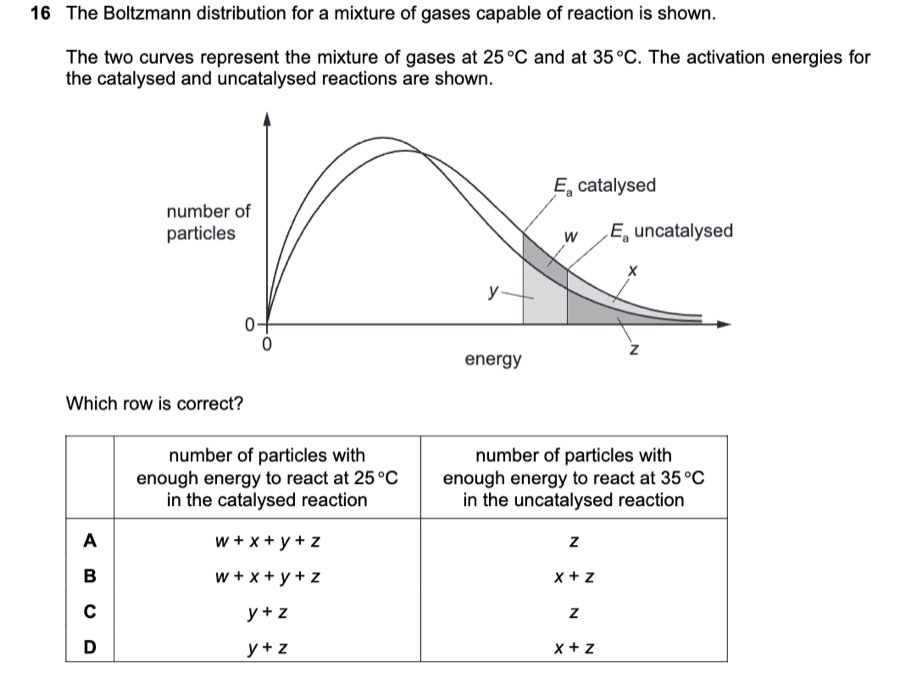 16 The Boltzmann distribution for a mixture of gases capable of reaction is shown.
The two curves represent the mixture of gases at 25 °C and at 35 °C. The activation energies for
the catalysed and uncatalysed reactions are shown.
Ea catalysed
number of
particles
w
Ea uncatalysed
x
y
0
0
z
energy
Which row is correct?
number of particles with
enough energy to react at 25 °C
in the catalysed reaction
number of particles with
enough energy to react at 35 °C
in the uncatalysed reaction
A w + x + y + z z
B w + x + y + z x + z
C y + z z
D y + z x + z